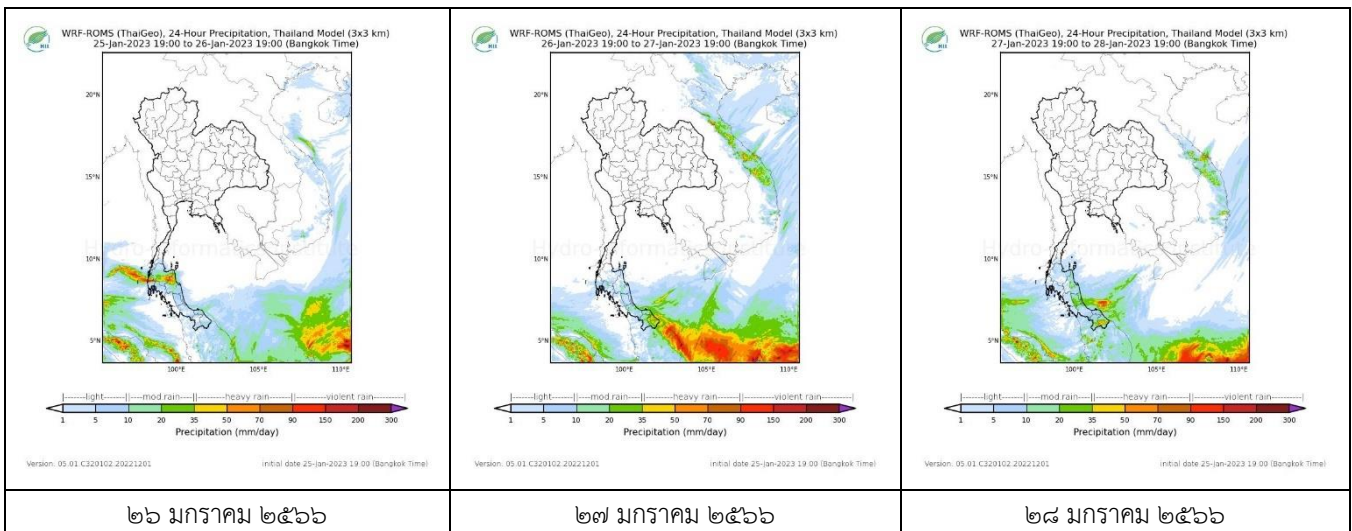 WRF-ROMS (ThaiGeo), 24-Hour Precipitation, Thailand Model (3x3 km)
25-Jan-2023 19:00 to 26-Jan-2023 19:00 (Bangkok Time)
HII
20°N
15°N
10°N
5°N
100°E 105°E 110°E
|-------light------||---mod.rain----||-------heavy rain-------||------violent rain-------|
1 5 10 20 35 50 70 90 150 200 300
Precipitation (mm/day)
Version: 05.01.C320102.20221201 initial date 25-Jan-2023 19:00 (Bangkok Time)
๒๖ มกราคม ๒๕๖๖
WRF-ROMS (ThaiGeo), 24-Hour Precipitation, Thailand Model (3x3 km)
26-Jan-2023 19:00 to 27-Jan-2023 19:00 (Bangkok Time)
HII
20°N
15°N
10°N
5°N
100°E 105°E 110°E
|-------light------||---mod.rain----||-------heavy rain-------||------violent rain-------|
1 5 10 20 35 50 70 90 150 200 300
Precipitation (mm/day)
Version: 05.01.C320102.20221201 initial date 25-Jan-2023 19:00 (Bangkok Time)
๒๗ มกราคม ๒๕๖๖
WRF-ROMS (ThaiGeo), 24-Hour Precipitation, Thailand Model (3x3 km)
27-Jan-2023 19:00 to 28-Jan-2023 19:00 (Bangkok Time)
HII
20°N
15°N
10°N
5°N
100°E 105°E 110°E
|-------light------||---mod.rain----||-------heavy rain-------||------violent rain-------|
1 5 10 20 35 50 70 90 150 200 300
Precipitation (mm/day)
Version: 05.01.C320102.20221201 initial date 25-Jan-2023 19:00 (Bangkok Time)
๒๘ มกราคม ๒๕๖๖